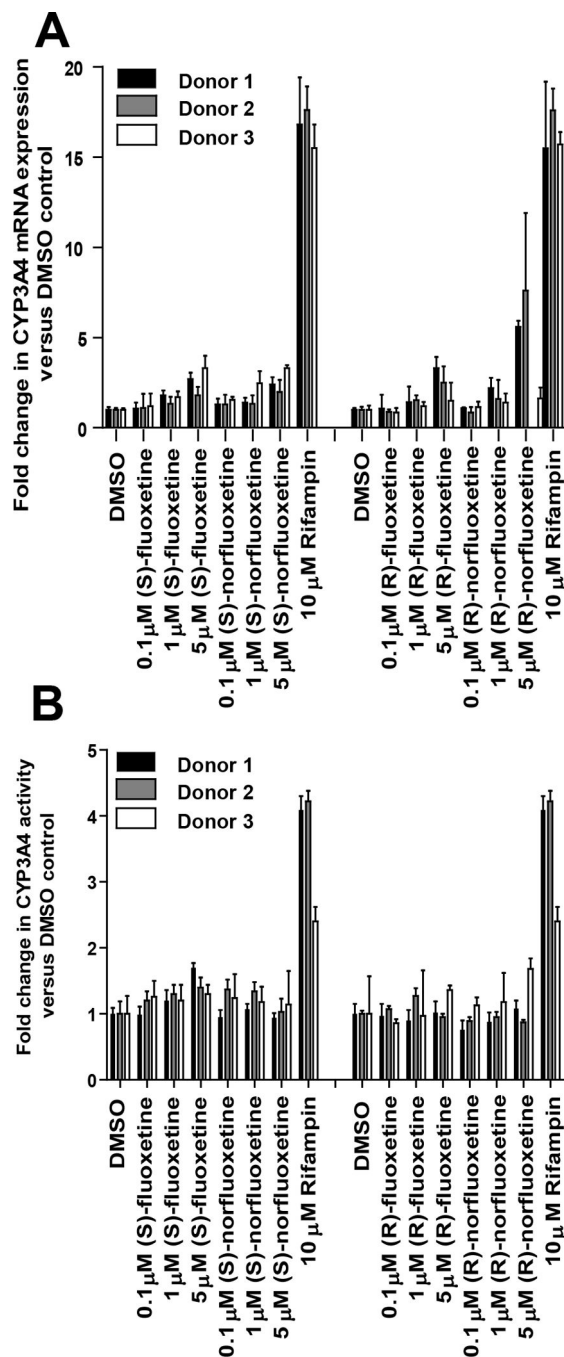 A
Fold change in CYP3A4 mRNA expression
versus DMSO control
20
15
10
5
0
Donor 1
Donor 2
Donor 3
DMSO
0.1 μM (S)-fluoxetine
1 μM (S)-fluoxetine
5 μM (S)-fluoxetine
0.1 μM (S)-norfluoxetine
1 μM (S)-norfluoxetine
5 μM (S)-norfluoxetine
10 μM Rifampin
DMSO
0.1 μM (R)-fluoxetine
1 μM (R)-fluoxetine
5 μM (R)-fluoxetine
0.1 μM (R)-norfluoxetine
1 μM (R)-norfluoxetine
5 μM (R)-norfluoxetine
10 μM Rifampin
B
Fold change in CYP3A4 activity
versus DMSO control
5
4
3
2
1
0
Donor 1
Donor 2
Donor 3
DMSO
0.1 μM (S)-fluoxetine
1 μM (S)-fluoxetine
5 μM (S)-fluoxetine
0.1 μM (S)-norfluoxetine
1 μM (S)-norfluoxetine
5 μM (S)-norfluoxetine
10 μM Rifampin
DMSO
0.1 μM (R)-fluoxetine
1 μM (R)-fluoxetine
5 μM (R)-fluoxetine
0.1 μM (R)-norfluoxetine
1 μM (R)-norfluoxetine
5 μM (R)-norfluoxetine
10 μM Rifampin